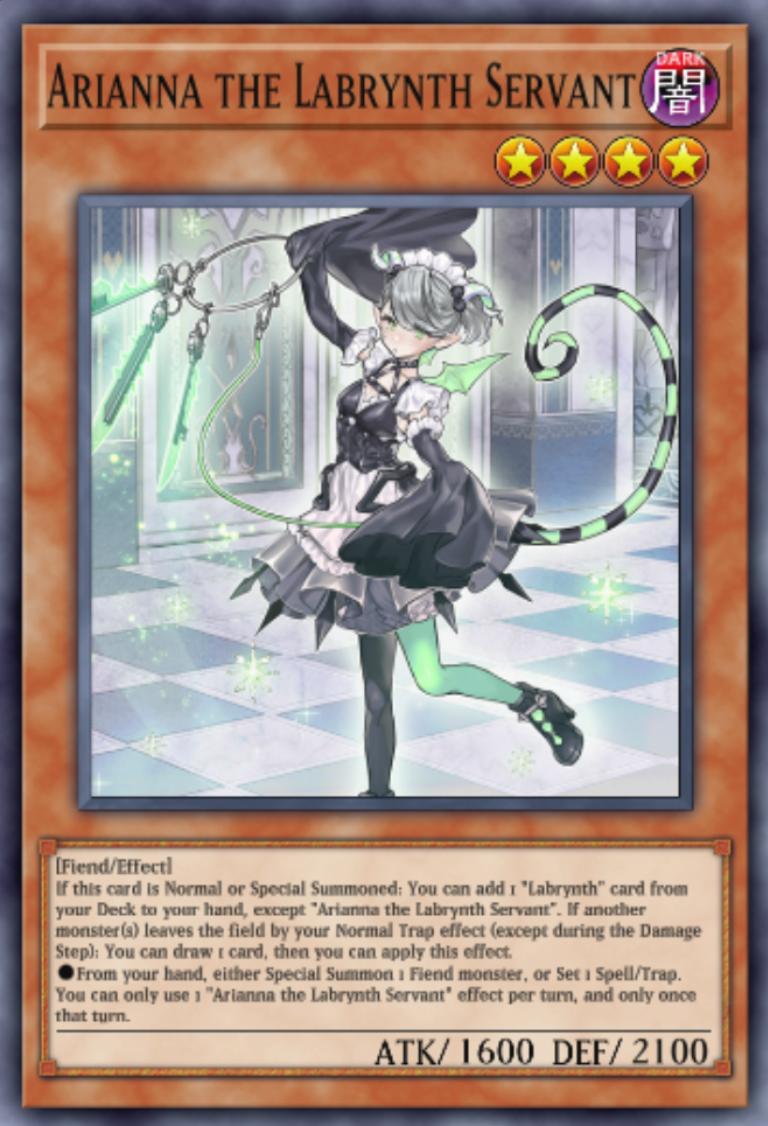 ARIANNA THE LABRYNTH SERVANT
DARK
闇
[Fiend/Effect]
If this card is Normal or Special Summoned: You can add 1 "Labrynth" card from
your Deck to your hand, except "Arianna the Labrynth Servant". If another
monster(s) leaves the field by your Normal Trap effect (except during the Damage
Step): You can draw 1 card, then you can apply this effect.
●From your hand, either Special Summon 1 Fiend monster, or Set 1 Spell/Trap.
You can only use 1 "Arianna the Labrynth Servant" effect per turn, and only once
that turn.
ATK/ 1600 DEF/ 2100